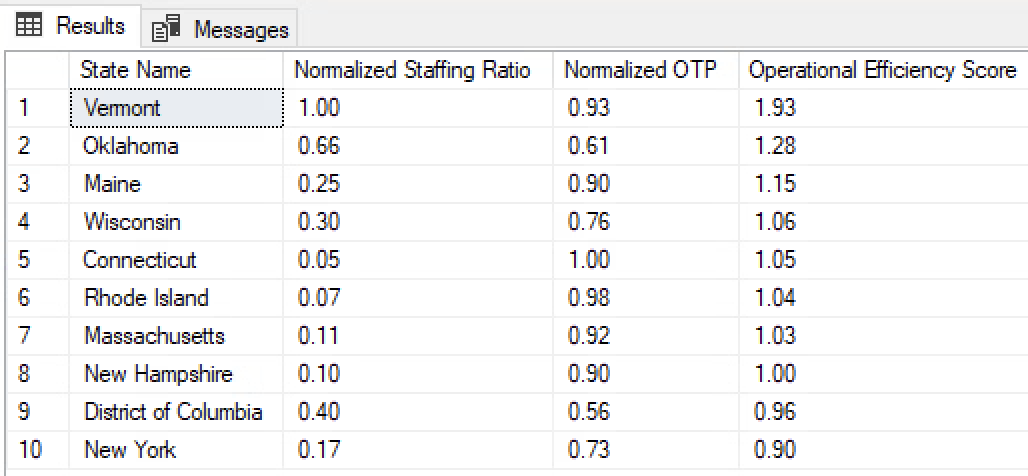 Results Messages
State Name Normalized Staffing Ratio Normalized OTP Operational Efficiency Score
1 Vermont 1.00 0.93 1.93
2 Oklahoma 0.66 0.61 1.28
3 Maine 0.25 0.90 1.15
4 Wisconsin 0.30 0.76 1.06
5 Connecticut 0.05 1.00 1.05
6 Rhode Island 0.07 0.98 1.04
7 Massachusetts 0.11 0.92 1.03
8 New Hampshire 0.10 0.90 1.00
9 District of Columbia 0.40 0.56 0.96
10 New York 0.17 0.73 0.90